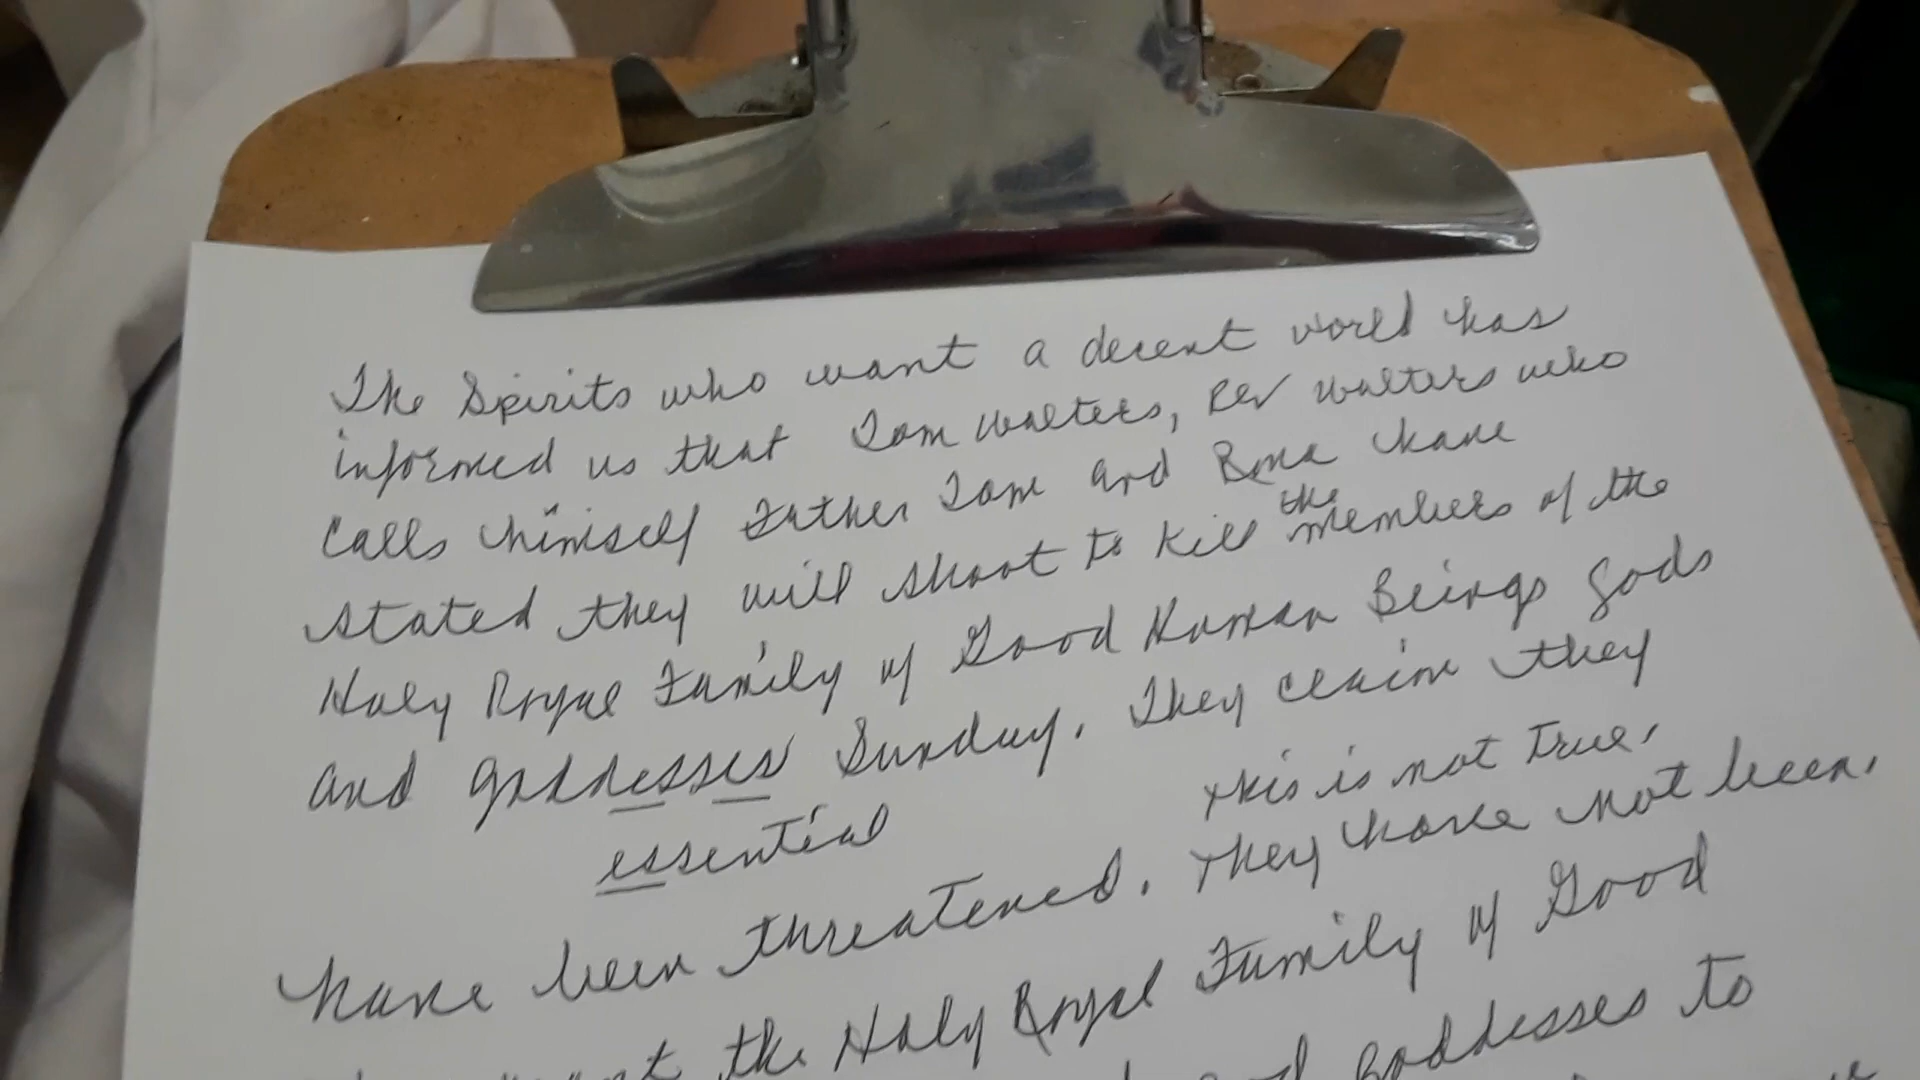 The Spirits who want a decent world has
informed us that Tom Walters, Rev Walters who
calls himself Father Tom and have
stated they will shoot to kill the members of the
Holy Royal Family of Good Human Beings Gods
and goddesses Sunday. They claim they
essential
This is not true.
have been threatened. They have not been.
the Holy Royal Family of Good
Goddesses to